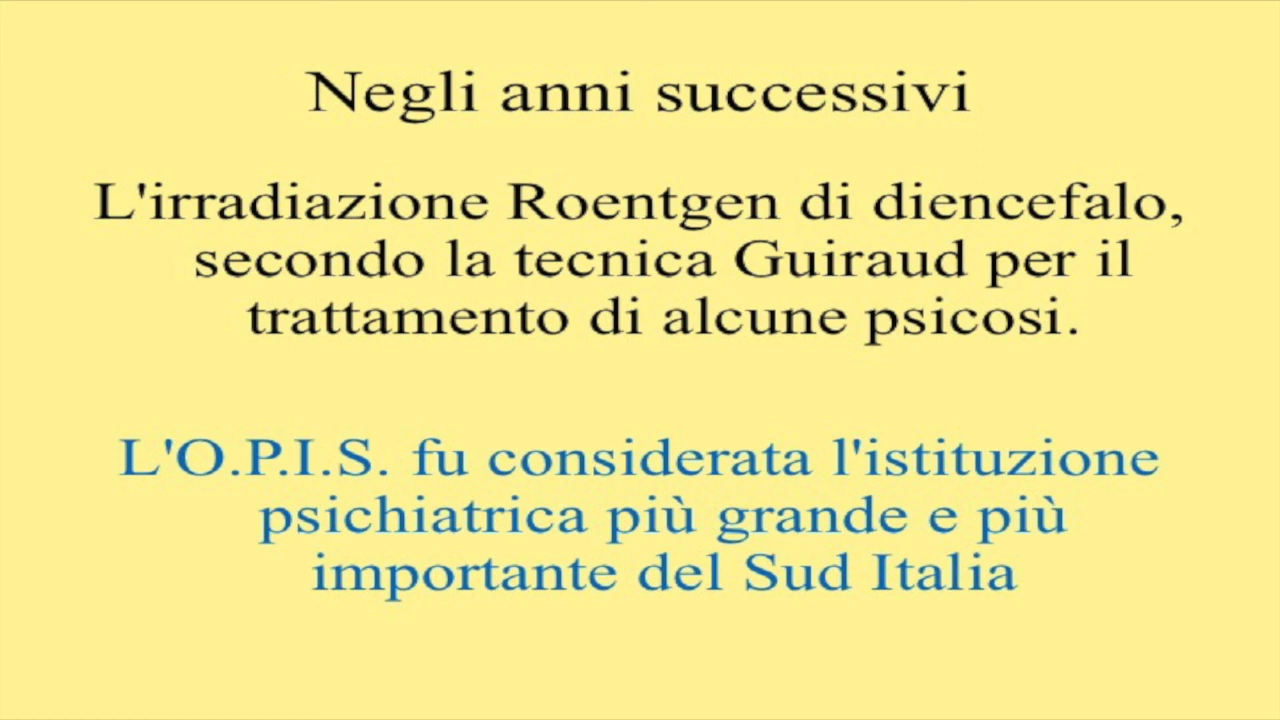 Negli anni successivi
L'irradiazione Roentgen di diencefalo,
secondo la tecnica Guiraud per il
trattamento di alcune psicosi.
L'O.P.I.S. fu considerata l'istituzione
psichiatrica più grande e più
importante del Sud Italia